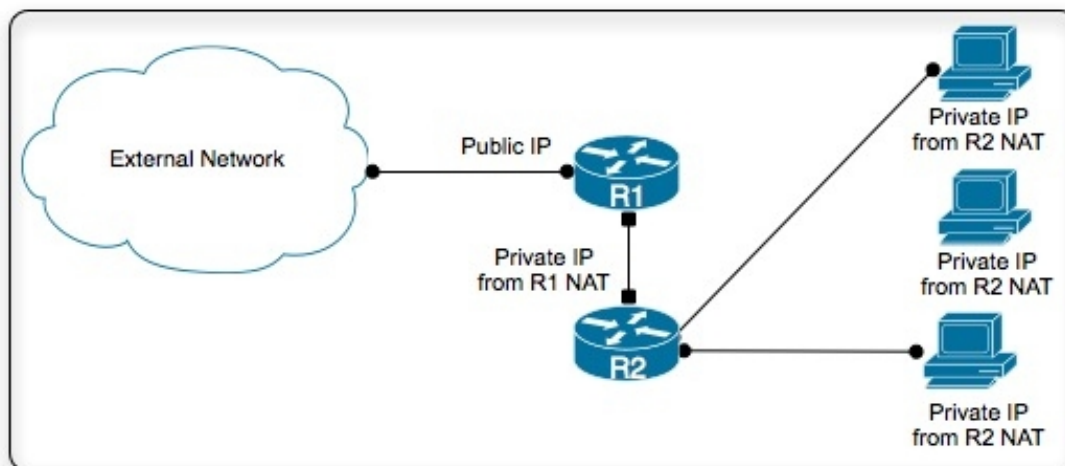 External Network
Public IP
R1
Private IP
from R1 NAT
R2
Private IP
from R2 NAT
Private IP
from R2 NAT
Private IP
from R2 NAT